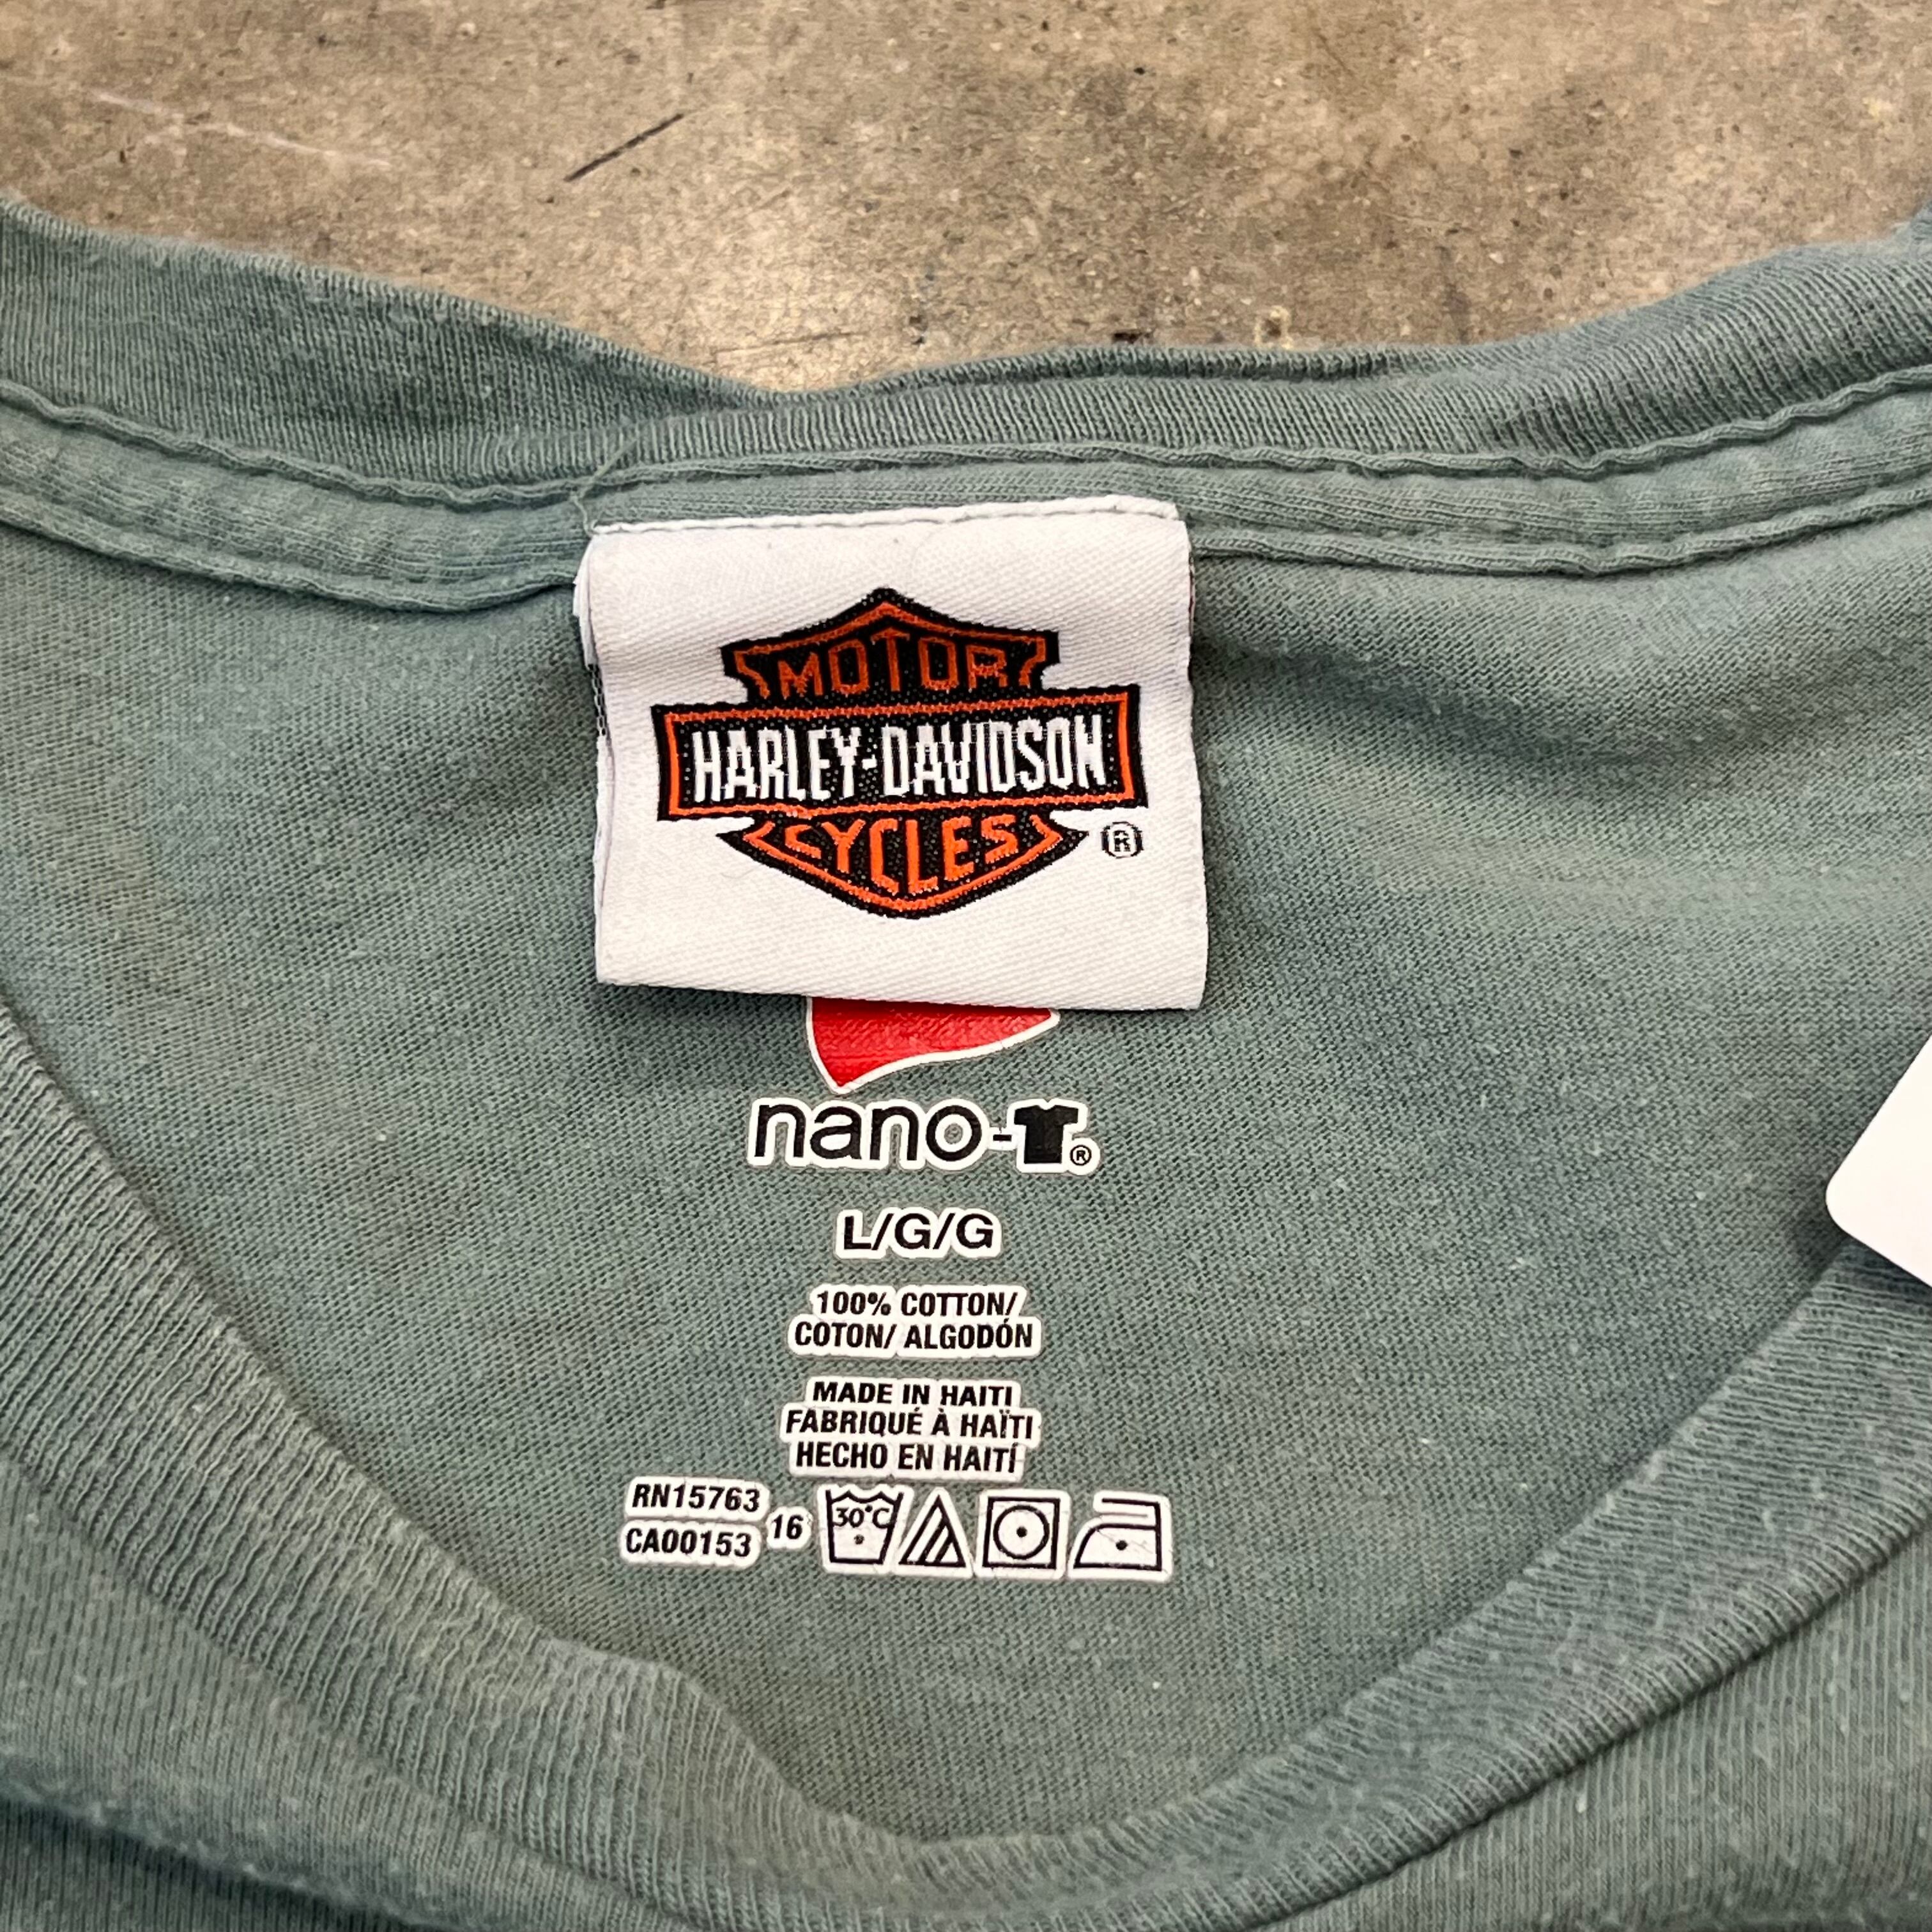 MOTOR
HARLEY-DAVIDSON
CYCLES
®
nano-T®
L/G/G
100% COTTON/
COTON/ ALGODÓN
MADE IN HAITI
FABRIQUÉ À HAÏTI
HECHO EN HAITÍ
RN15763
CA00153
16
30°C